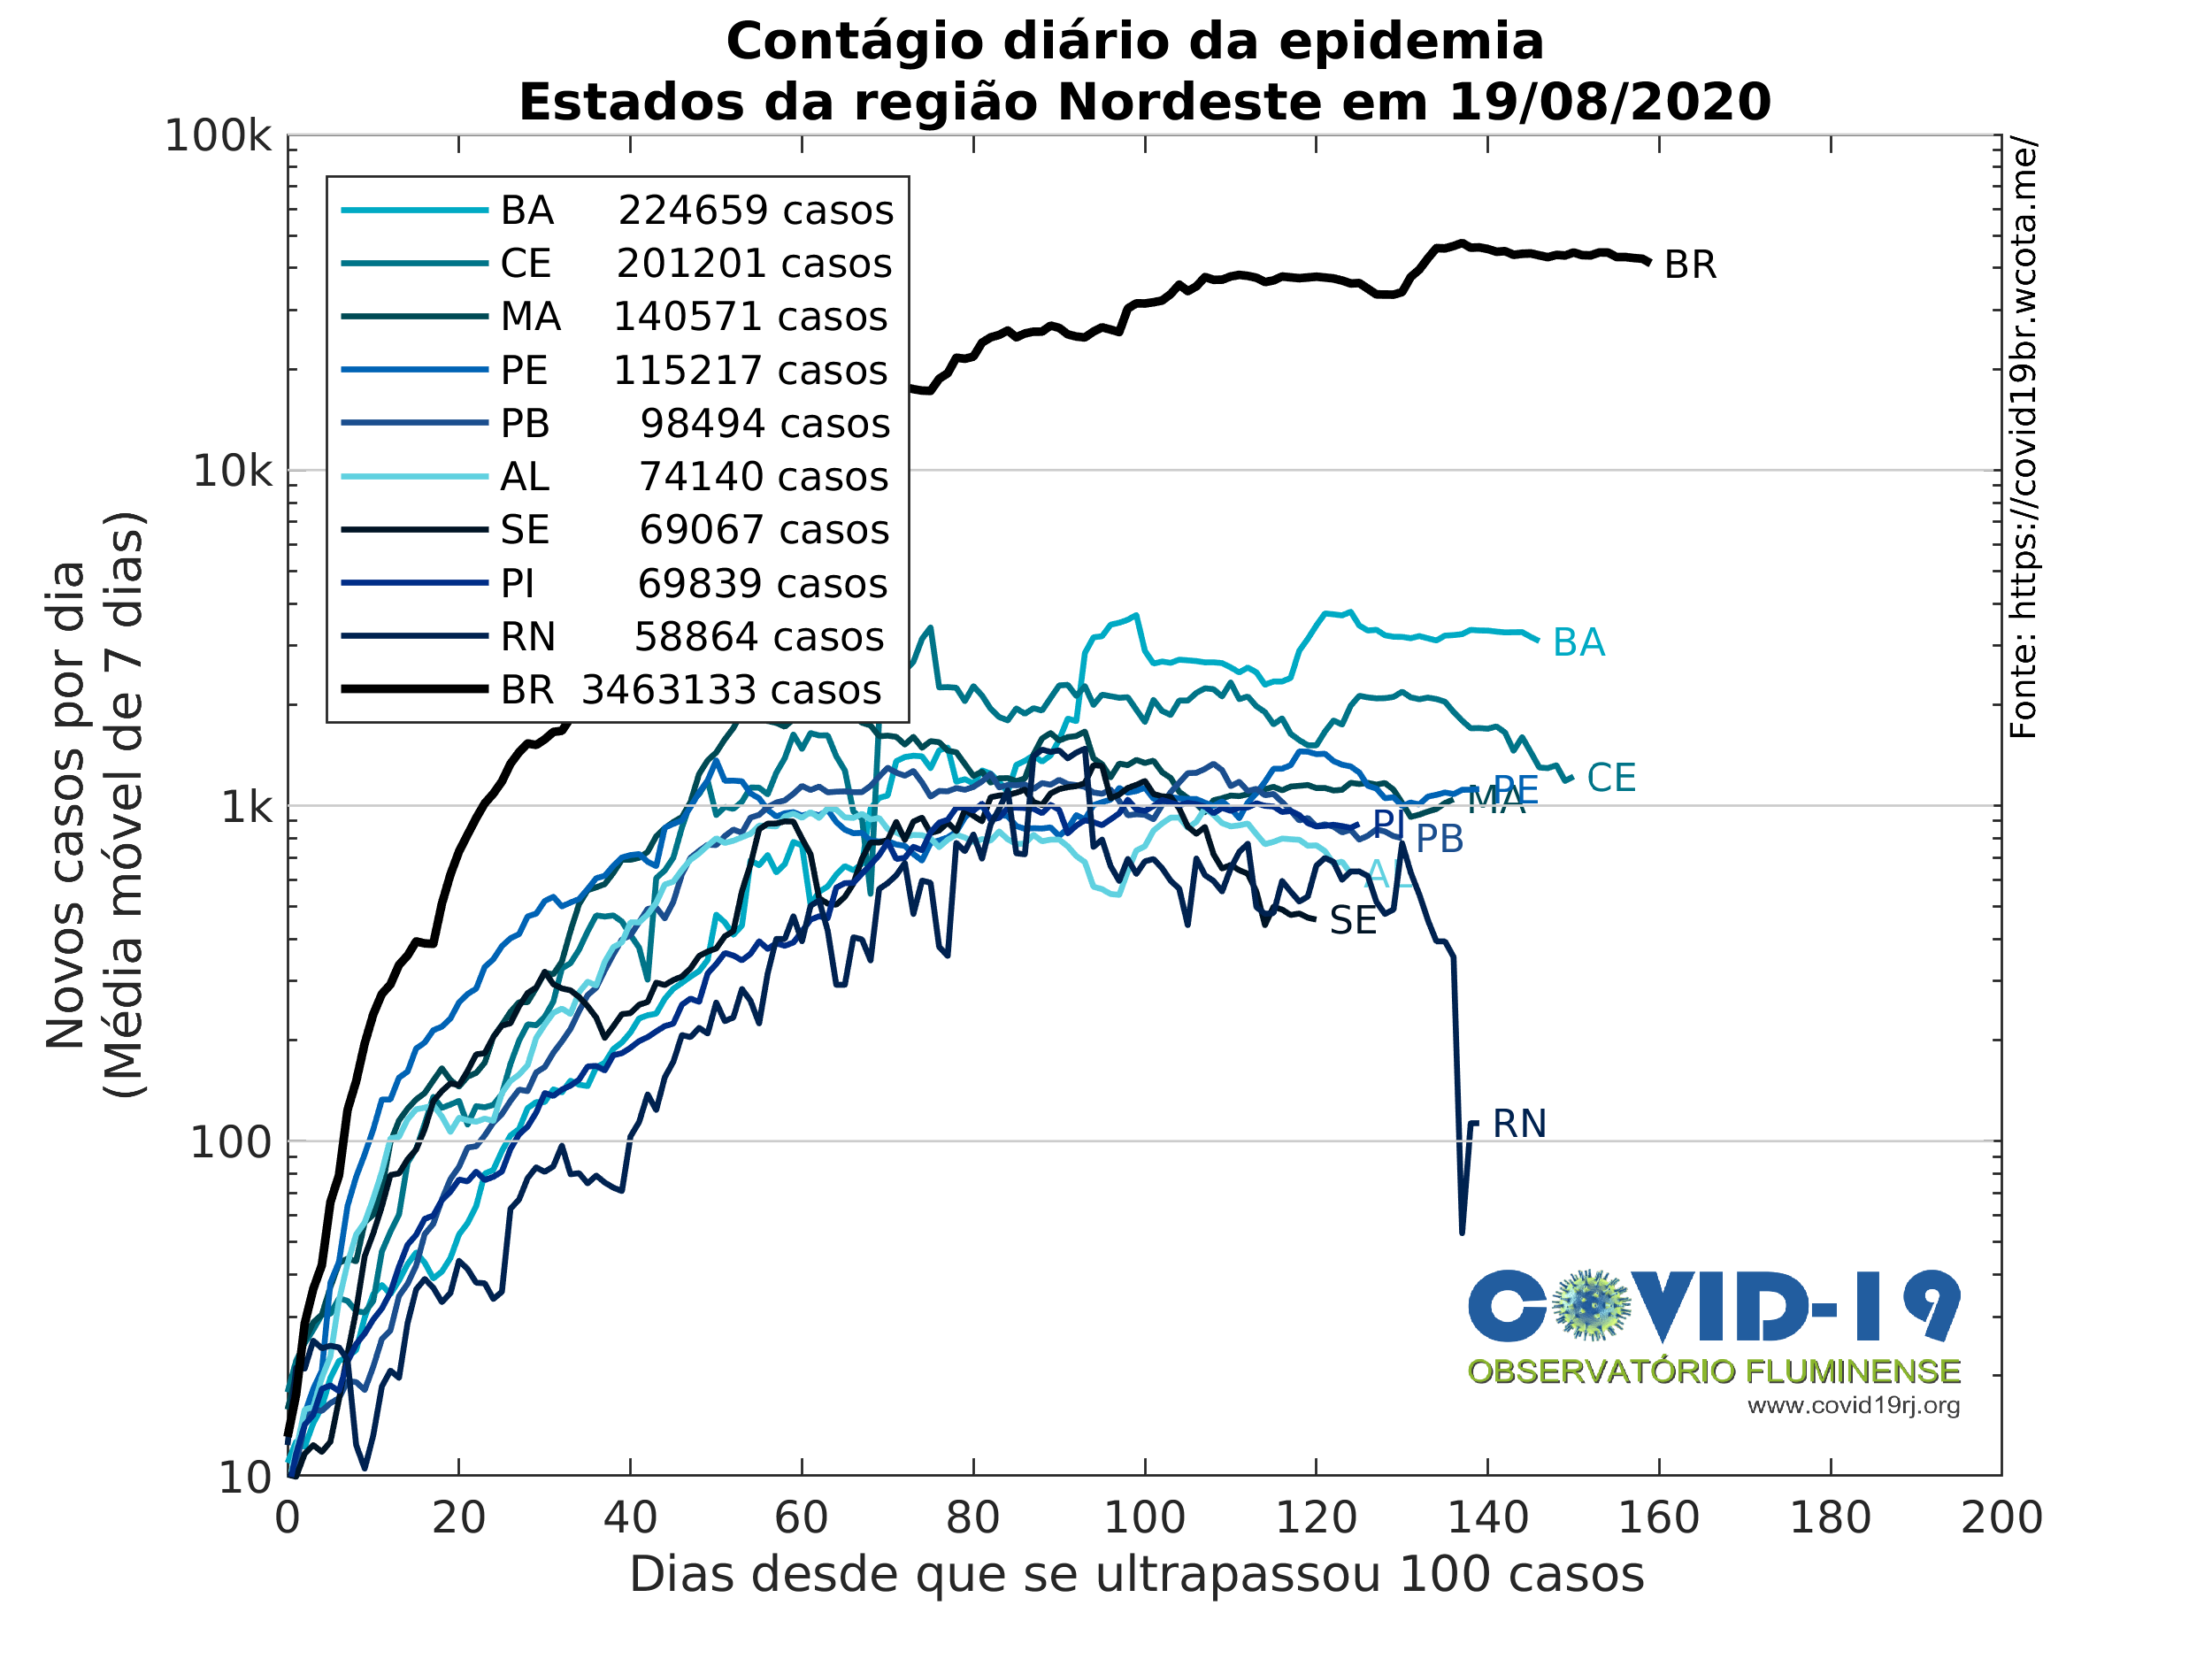 Contágio diário da epidemia
Estados da região Nordeste em 19/08/2020
100k
10k
1k
100
10
Novos casos por dia
(Média móvel de 7 dias)
BA 224659 casos
CE 201201 casos
MA 140571 casos
PE 115217 casos
PB 98494 casos
AL 74140 casos
SE 69067 casos
PI 69839 casos
RN 58864 casos
BR 3463133 casos
BR
BA
CE
PE
MA
PI
PB
AL
SE
RN
Fonte: https://covid19br.wcota.me/
COVID-19
OBSERVATÓRIO FLUMINENSE
www.covid19rj.org
0 20 40 60 80 100 120 140 160 180 200
Dias desde que se ultrapassou 100 casos